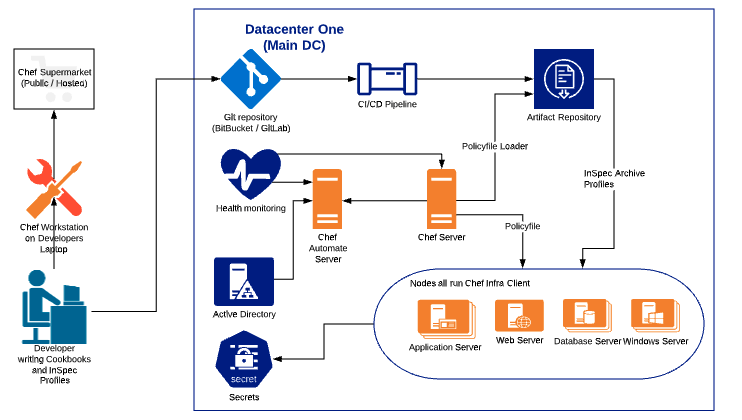 Datacenter One
(Main DC)
Chef Supermarket
(Public / Hosted)
Git repository
(BitBucket / GitLab)
CI/CD Pipeline
Artifact Repository
Policyfile Loader
InSpec Archive
Profiles
Health monitoring
Chef Workstation
on Developers
Laptop
Chef
Automate
Server
Chef Server
Policyfile
Active Directory
Nodes all run Chef Infra Client
Application Server
Web Server
Database Server
Windows Server
Developer
writing Cookbooks
and InSpec
Profiles
secret
Secrets